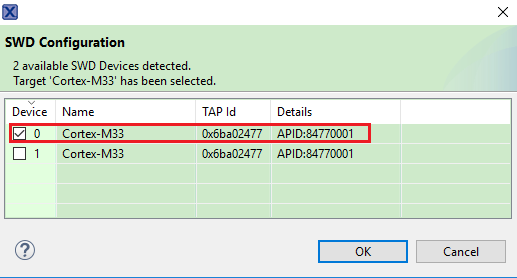 SWD Configuration
2 available SWD Devices detected.
Target 'Cortex-M33' has been selected.
Device Name TAP Id Details
0 Cortex-M33 0x6ba02477 APID:84770001
1 Cortex-M33 0x6ba02477 APID:84770001
? OK Cancel